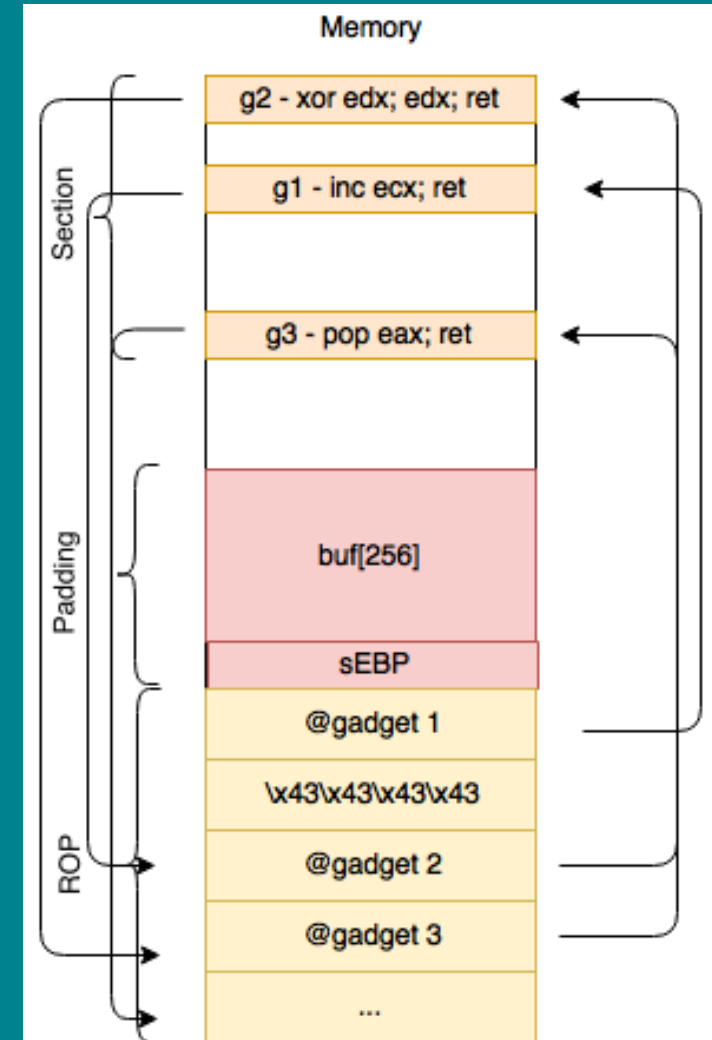 Memory
g2 - xor edx; edx; ret
Section
g1 - inc ecx; ret
g3 - pop eax; ret
Padding
buf[256]
sEBP
@gadget 1
\x43\x43\x43\x43
ROP
@gadget 2
@gadget 3
...